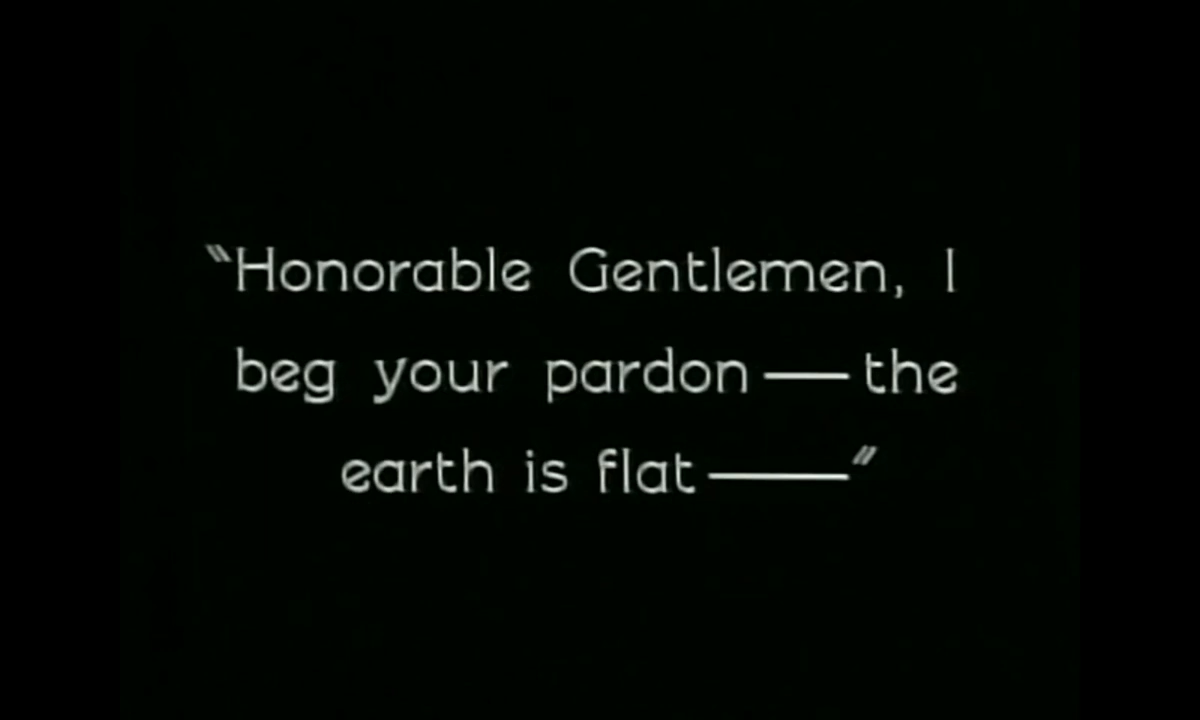 "Honorable Gentlemen, I
beg your pardon — the
earth is flat ——"